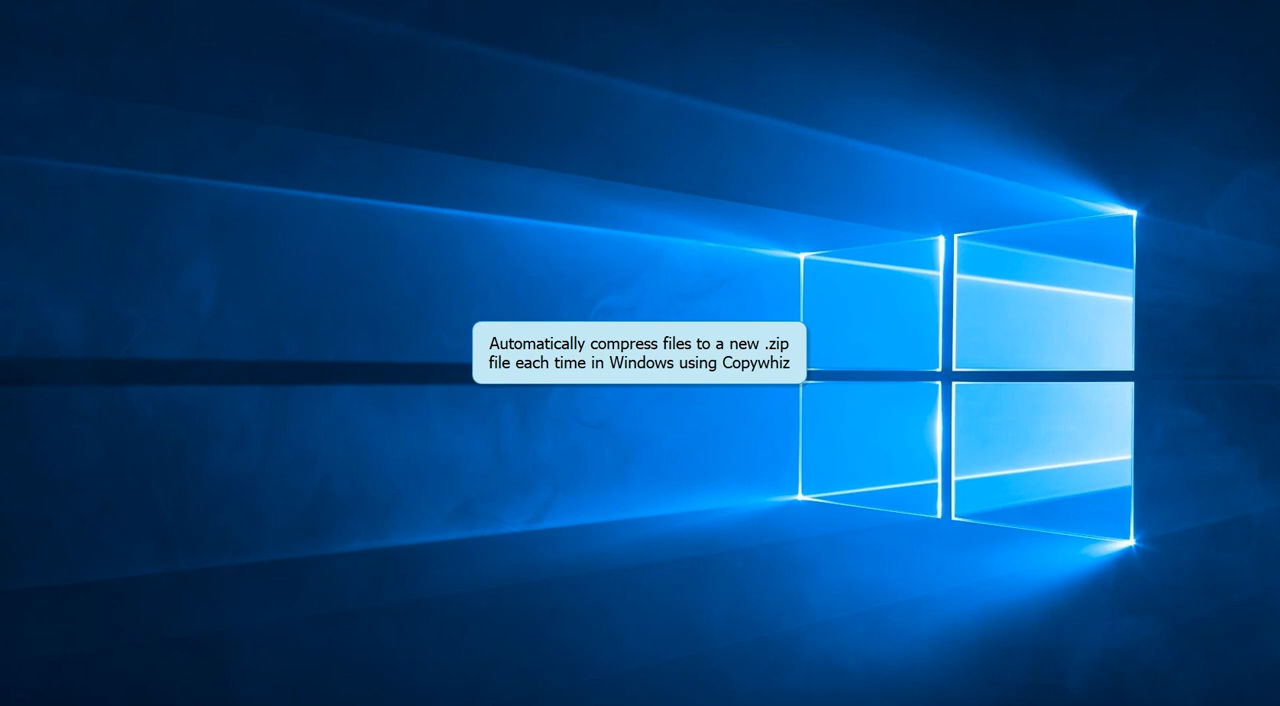 Automatically compress files to a new .zip
file each time in Windows using Copywhiz